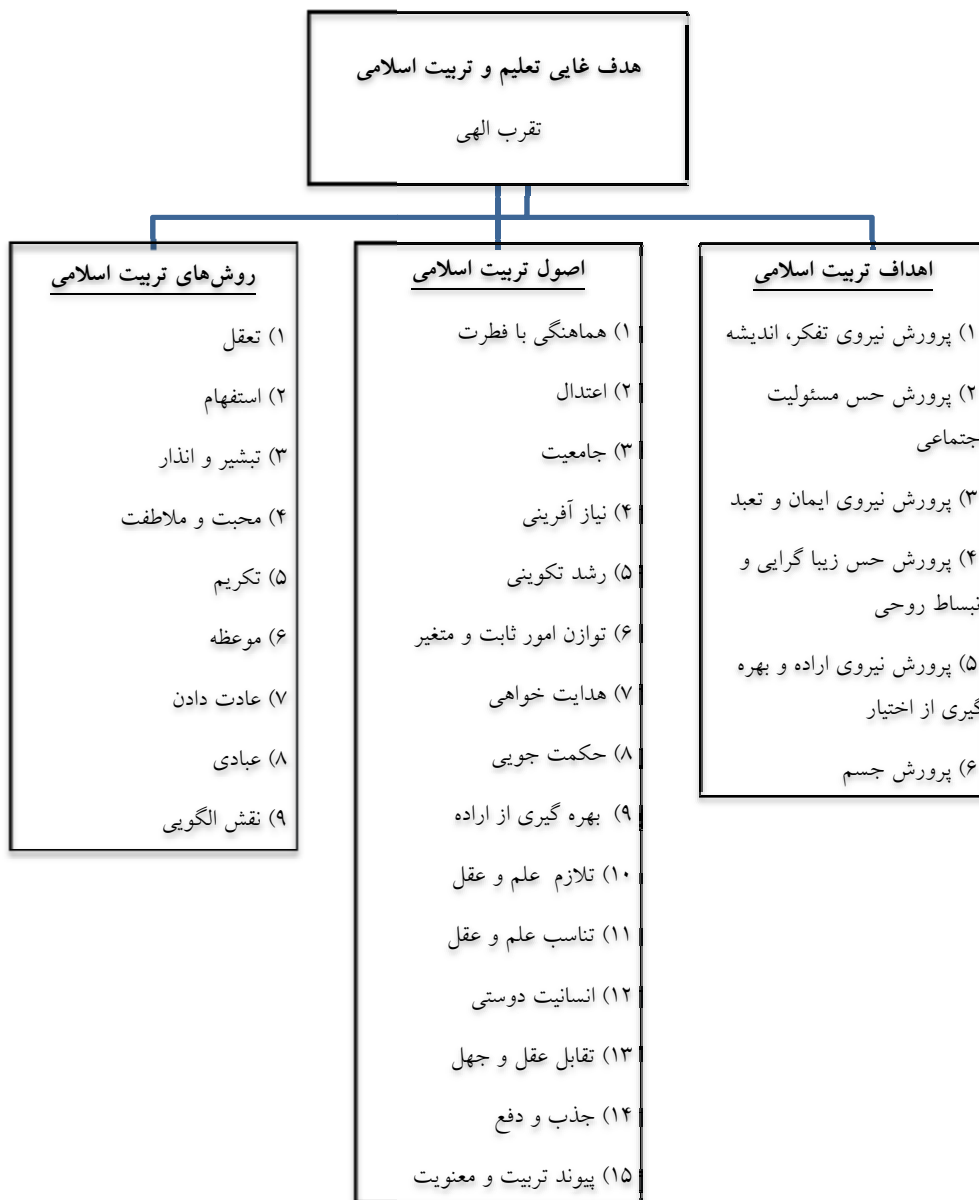 هدف غایی تعلیم و تربیت اسلامی
تقرب الهی
اهداف تربیت اسلامی
۱) پرورش نیروی تفکر، اندیشه
۲) پرورش حس مسئولیت
جتماعی
۳) پرورش نیروی ایمان و تعبد
۴) پرورش حس زیبا گرایی و
نبساط روحی
۵) پرورش نیروی اراده و بهره
گیری از اختیار
۶) پرورش جسم
اصول تربیت اسلامی
۱) هماهنگی با فطرت
۲) اعتدال
۳) جامعیت
۴) نیاز آفرینی
۵) رشد تکوینی
۶) توازن امور ثابت و متغیر
۷) هدایت خواهی
۸) حکمت جویی
۹) بهره گیری از اراده
۱۰) تلازم علم و عقل
۱۱) تناسب علم و عقل
۱۲) انسانیت دوستی
۱۳) تقابل عقل و جهل
۱۴) جذب و دفع
۱۵) پیوند تربیت و معنویت
روش‌های تربیت اسلامی
۱) تعقل
۲) استفهام
۳) تبشیر و انذار
۴) محبت و ملاطفت
۵) تکریم
۶) موعظه
۷) عادت دادن
۸) عبادی
۹) نقش الگویی